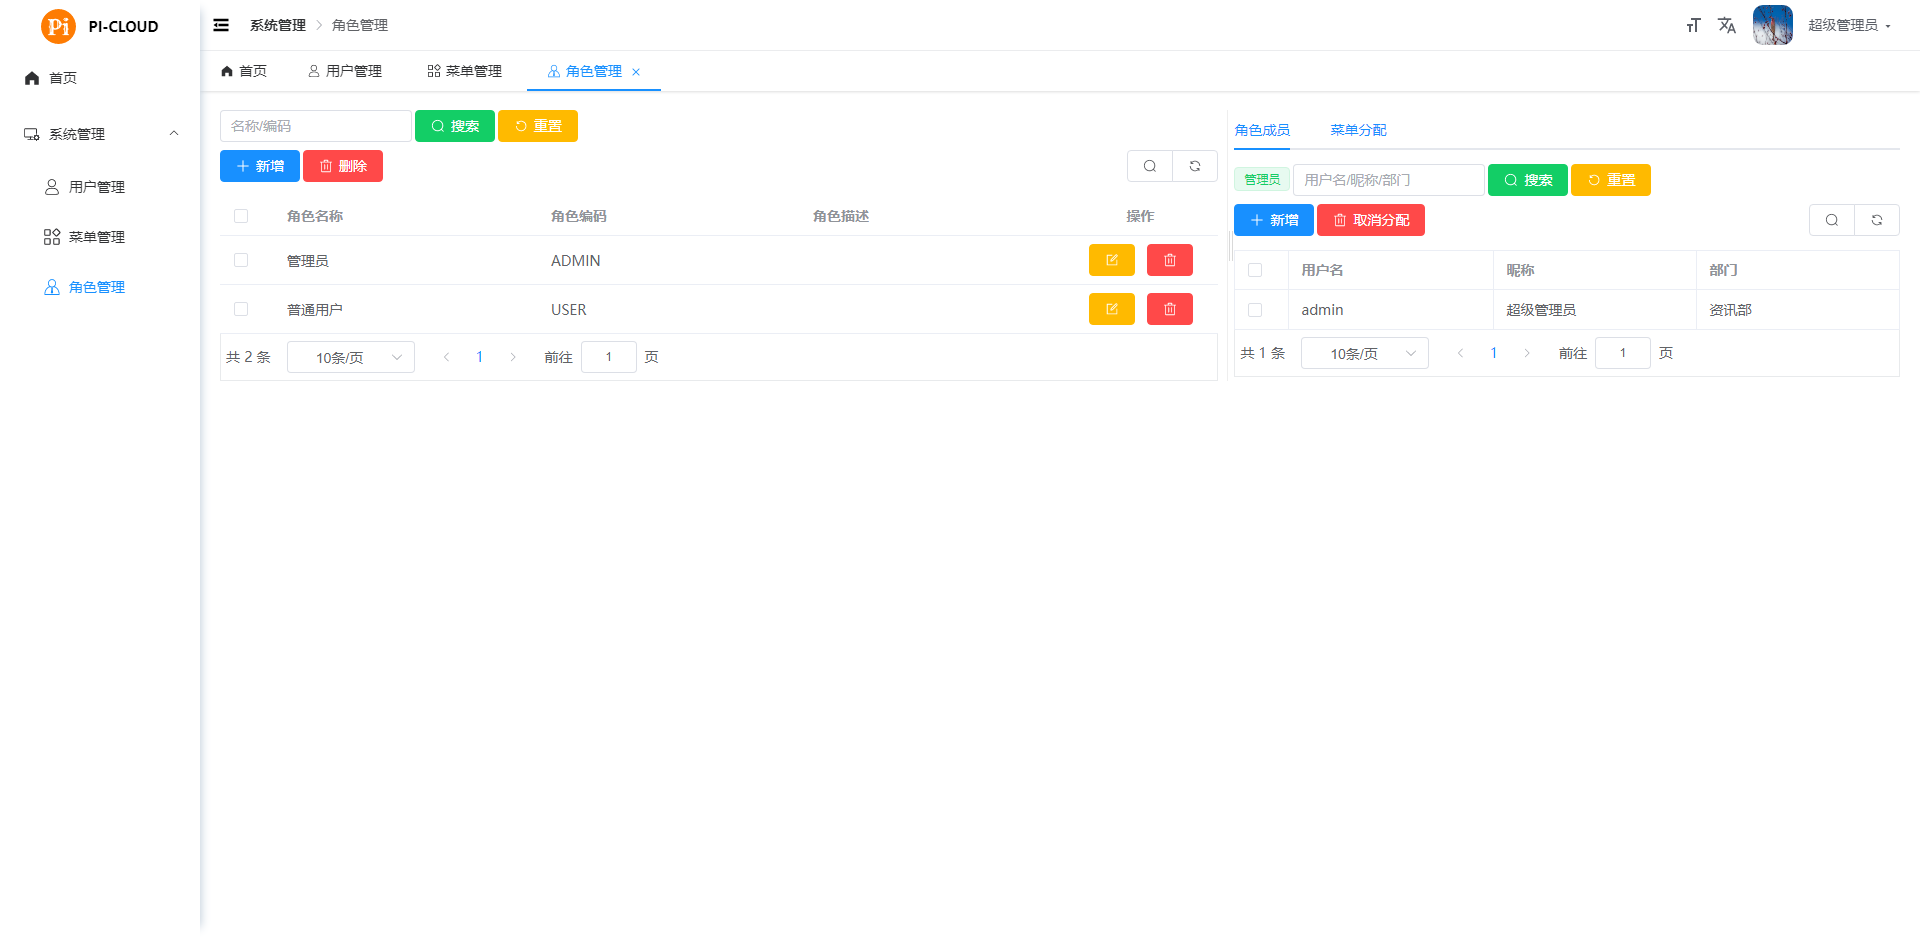 Pi PI-CLOUD
系统管理 角色管理
超级管理员
首页 用户管理 菜单管理 角色管理
首页
系统管理
用户管理
菜单管理
角色管理
名称/编码 搜索 重置
新增 删除
角色名称 角色编码 角色描述 操作
管理员 ADMIN
普通用户 USER
共 2 条 10条/页 1 前往 1 页
角色成员 菜单分配
管理员 用户名/昵称/部门 搜索 重置
新增 取消分配
用户名 昵称 部门
admin 超级管理员 资讯部
共 1 条 10条/页 1 前往 1 页